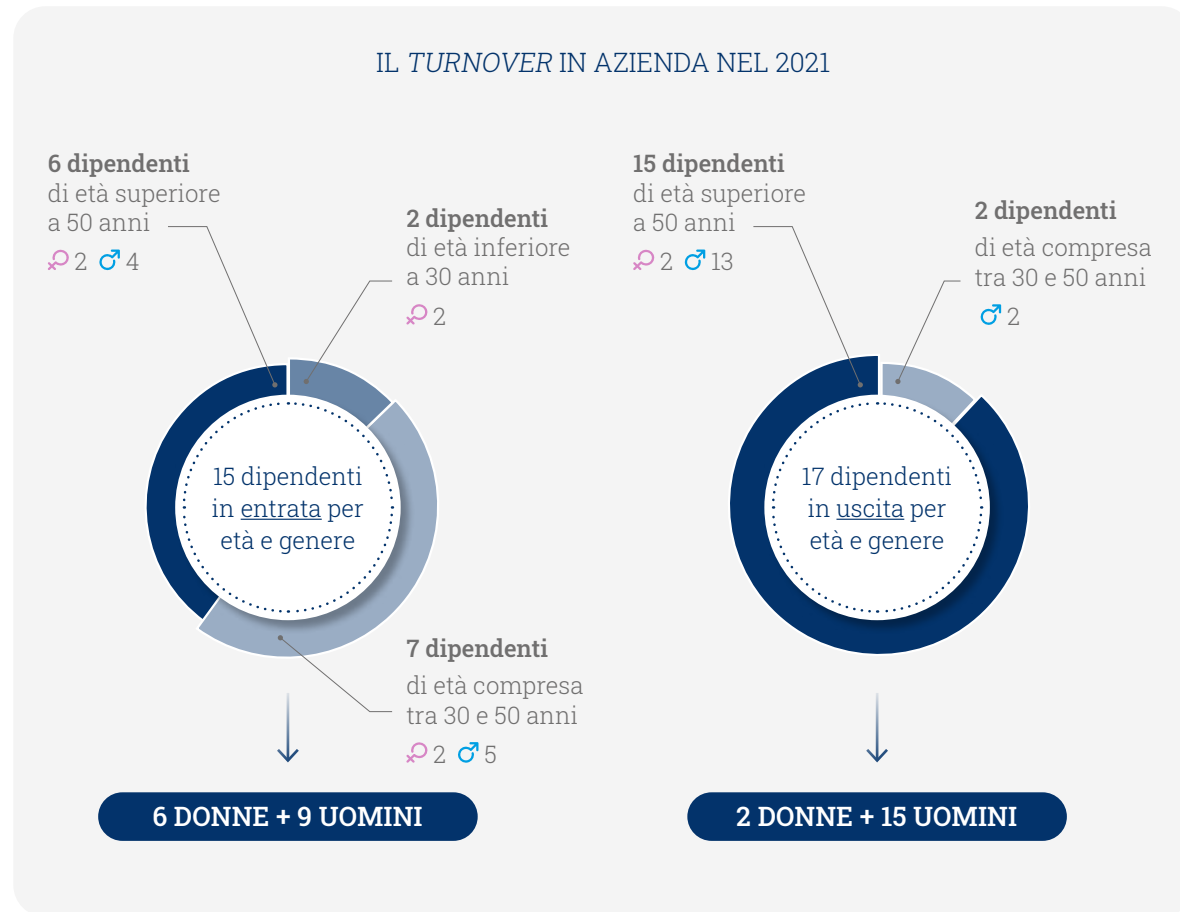 IL TURNOVER IN AZIENDA NEL 2021
6 dipendenti
di età superiore
a 50 anni
2 4
2 dipendenti
di età inferiore
a 30 anni
2
15 dipendenti
in entrata per
età e genere
7 dipendenti
di età compresa
tra 30 e 50 anni
2 5
6 DONNE + 9 UOMINI
15 dipendenti
di età superiore
a 50 anni
2 13
2 dipendenti
di età compresa
tra 30 e 50 anni
2
17 dipendenti
in uscita per
età e genere
2 DONNE + 15 UOMINI